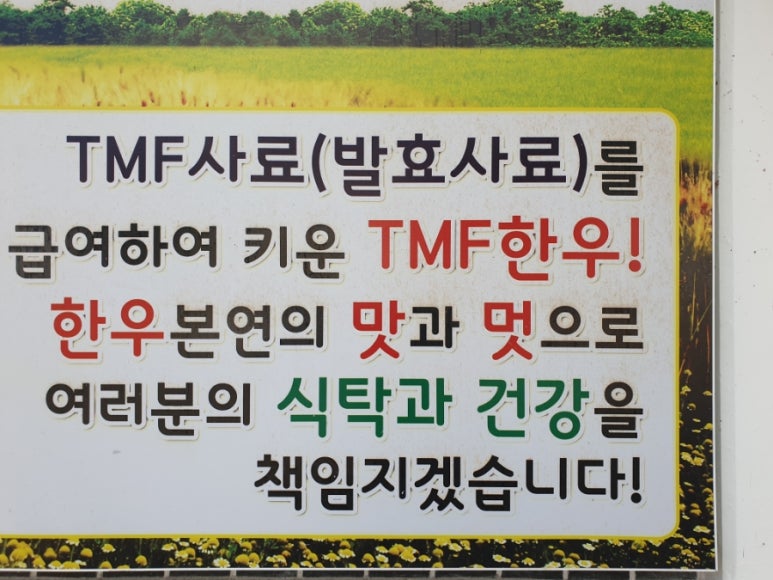 TMF사료(발효사료)를
급여하여 키운 TMF한우!
한우본연의 맛과 멋으로
여러분의 식탁과 건강을
책임지겠습니다!